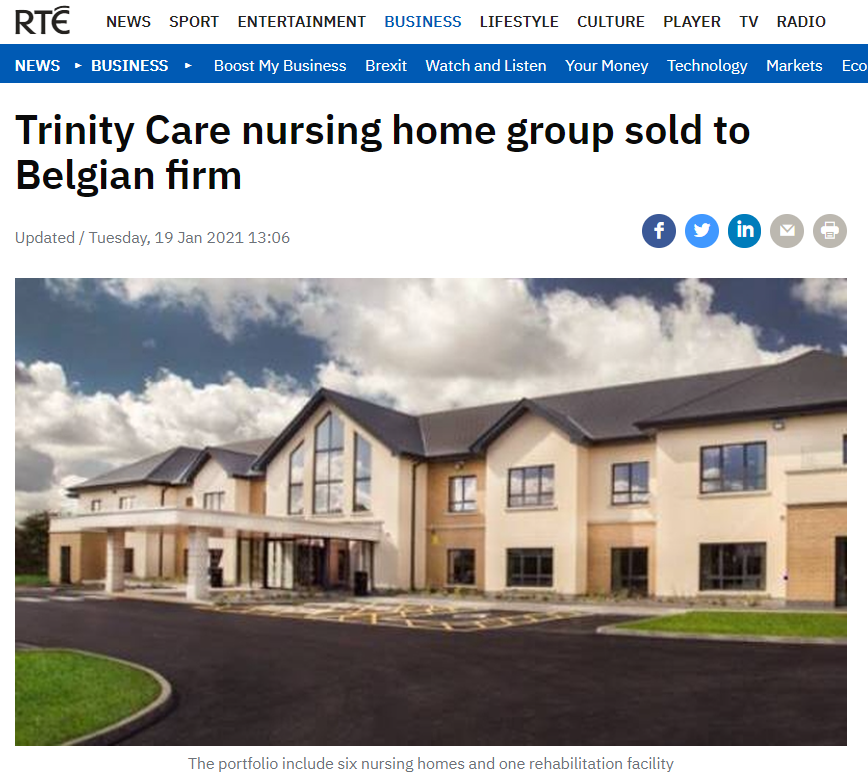 RTÉ
NEWS SPORT ENTERTAINMENT BUSINESS LIFESTYLE CULTURE PLAYER TV RADIO
NEWS ▸ BUSINESS ▸ Boost My Business Brexit Watch and Listen Your Money Technology Markets Eco
Trinity Care nursing home group sold to
Belgian firm
Updated / Tuesday, 19 Jan 2021 13:06
The portfolio include six nursing homes and one rehabilitation facility